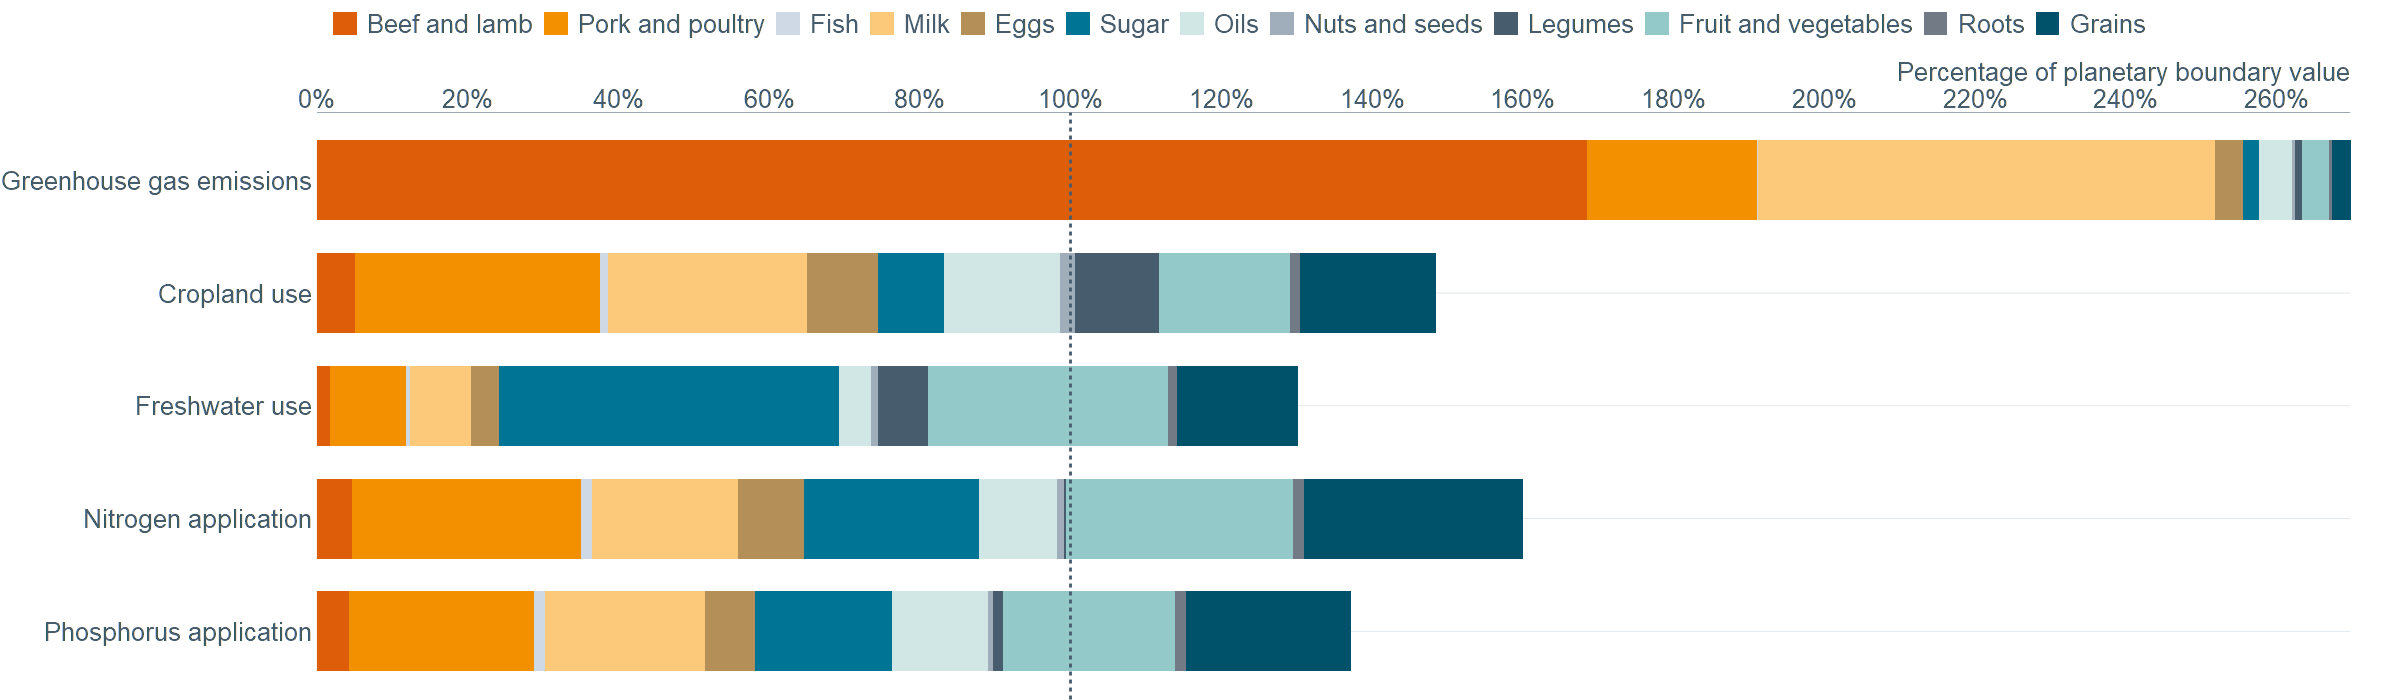 Beef and lamb Pork and poultry Fish Milk Eggs Sugar Oils Nuts and seeds Legumes Fruit and vegetables Roots Grains
Percentage of planetary boundary value
0% 20% 40% 60% 80% 100% 120% 140% 160% 180% 200% 220% 240% 260%
Greenhouse gas emissions
Cropland use
Freshwater use
Nitrogen application
Phosphorus application